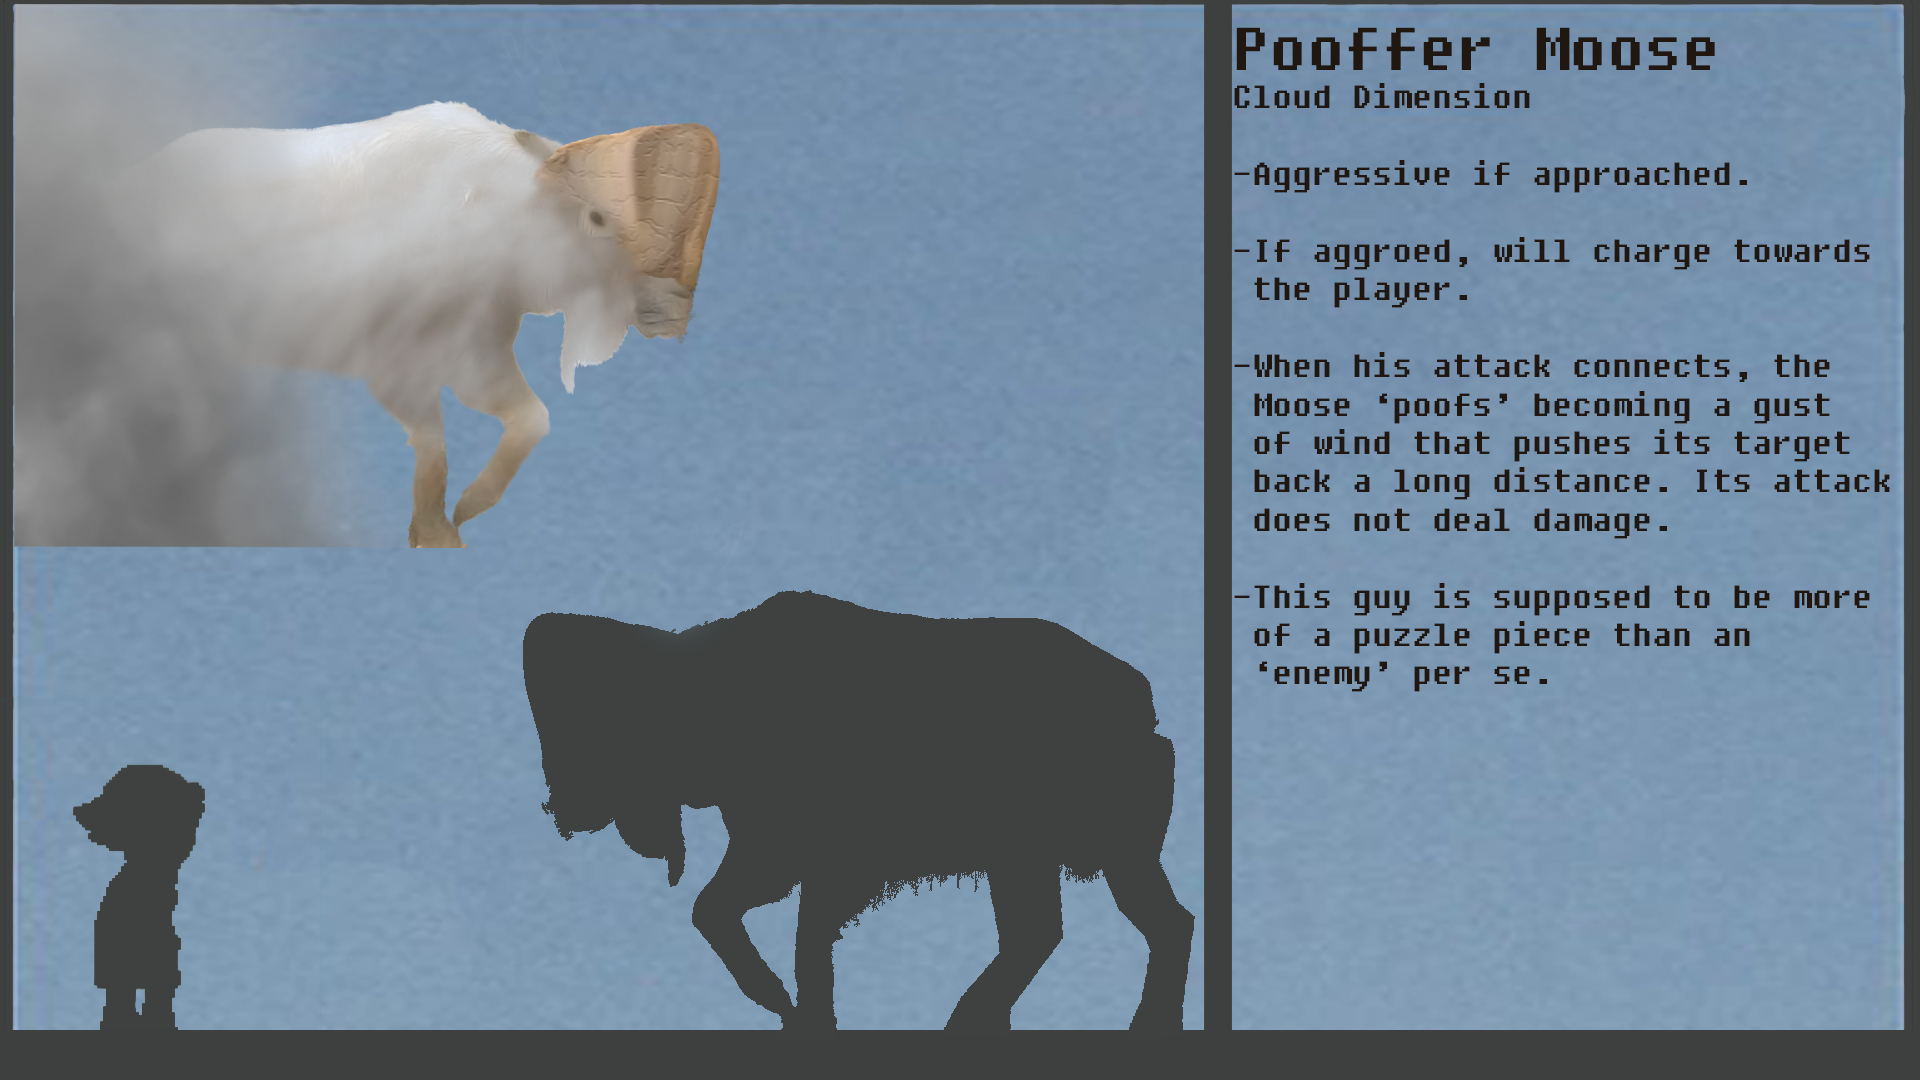 Pooffer Moose
Cloud Dimension
-Aggressive if approached.
-If aggroed, will charge towards
the player.
-When his attack connects, the
Moose ‘poofs’ becoming a gust
of wind that pushes its target
back a long distance. Its attack
does not deal damage.
-This guy is supposed to be more
of a puzzle piece than an
‘enemy’ per se.